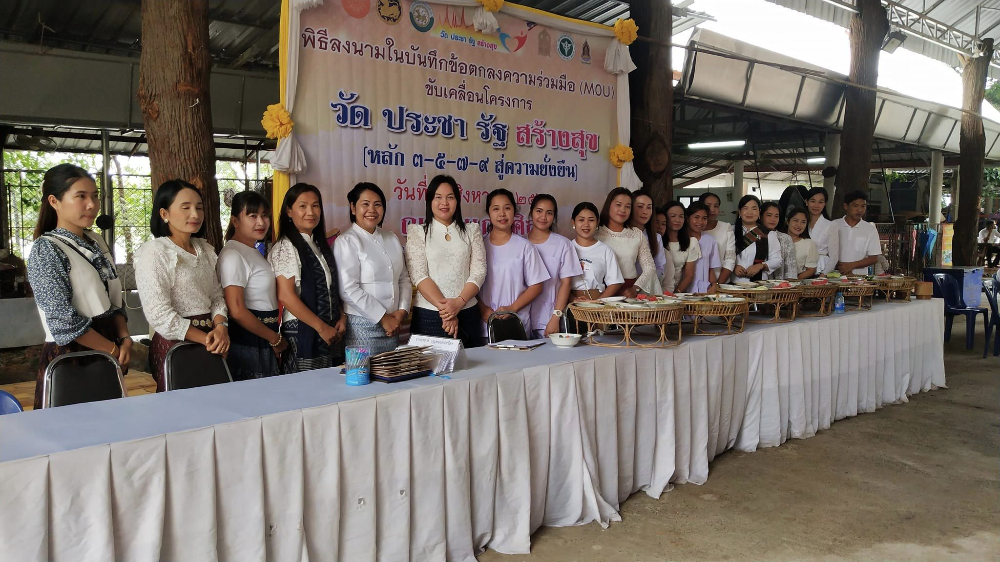 วัด ประชา รัฐ สร้างสุข
พิธีลงนามในบันทึกข้อตกลงความร่วมมือ (MOU)
ขับเคลื่อนโครงการ
วัด ประชา รัฐ สร้างสุข
(หลัก ๓-๕-๗-๙ สู่ความยั่งยืน)
วันที่